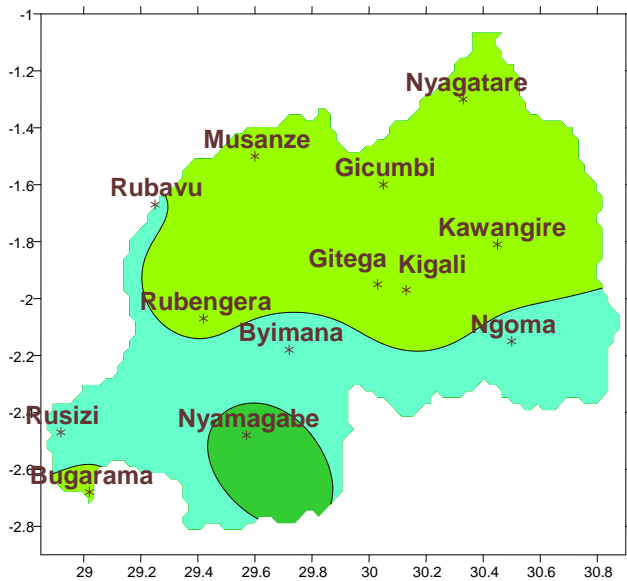 -1
-1.2
-1.4
-1.6
-1.8
-2
-2.2
-2.4
-2.6
-2.8
Nyagatare
Musanze
Gicumbi
Rubavu
Kawangire
Gitega
Kigali
Rubengera
Byimana
Ngoma
Rusizi
Nyamagabe
Bugarama
29 29.2 29.4 29.6 29.8 30 30.2 30.4 30.6 30.8